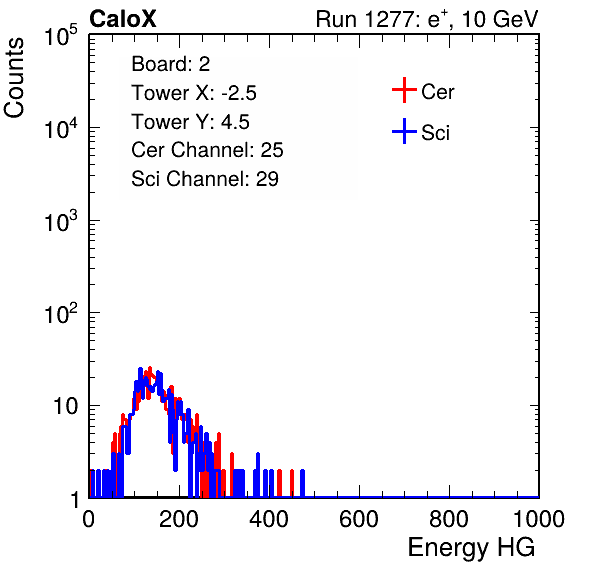 CaloX Run 1277: e⁺, 10 GeV
Counts
Board: 2
Tower X: -2.5
Tower Y: 4.5
Cer Channel: 25
Sci Channel: 29
Cer
Sci
10⁵
10⁴
10³
10²
10
1
0 200 400 600 800 1000
Energy HG